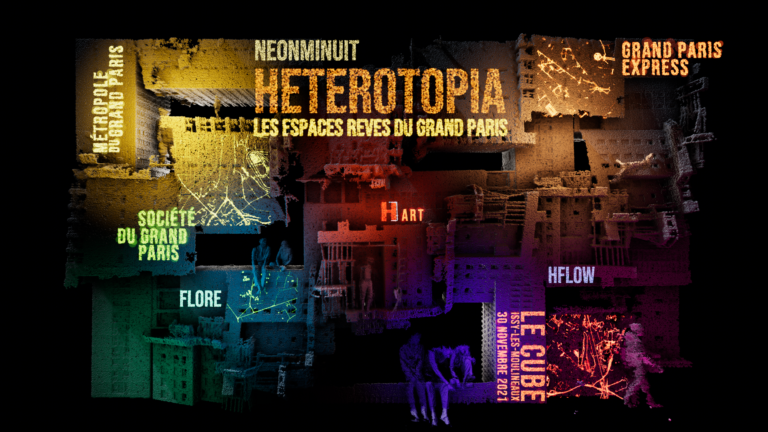 NEONMINUIT
HETEROTOPIA
LES ESPACES REVES DU GRAND PARIS
MÉTROPOLE
DU GRAND PARIS
GRAND PARIS
EXPRESS
H ART
SOCIÉTÉ
DU GRAND
PARIS
FLORE
HFLOW
LE CUBE
ISSY-LES-MOULINEAUX
30 NOVEMBRE 2021